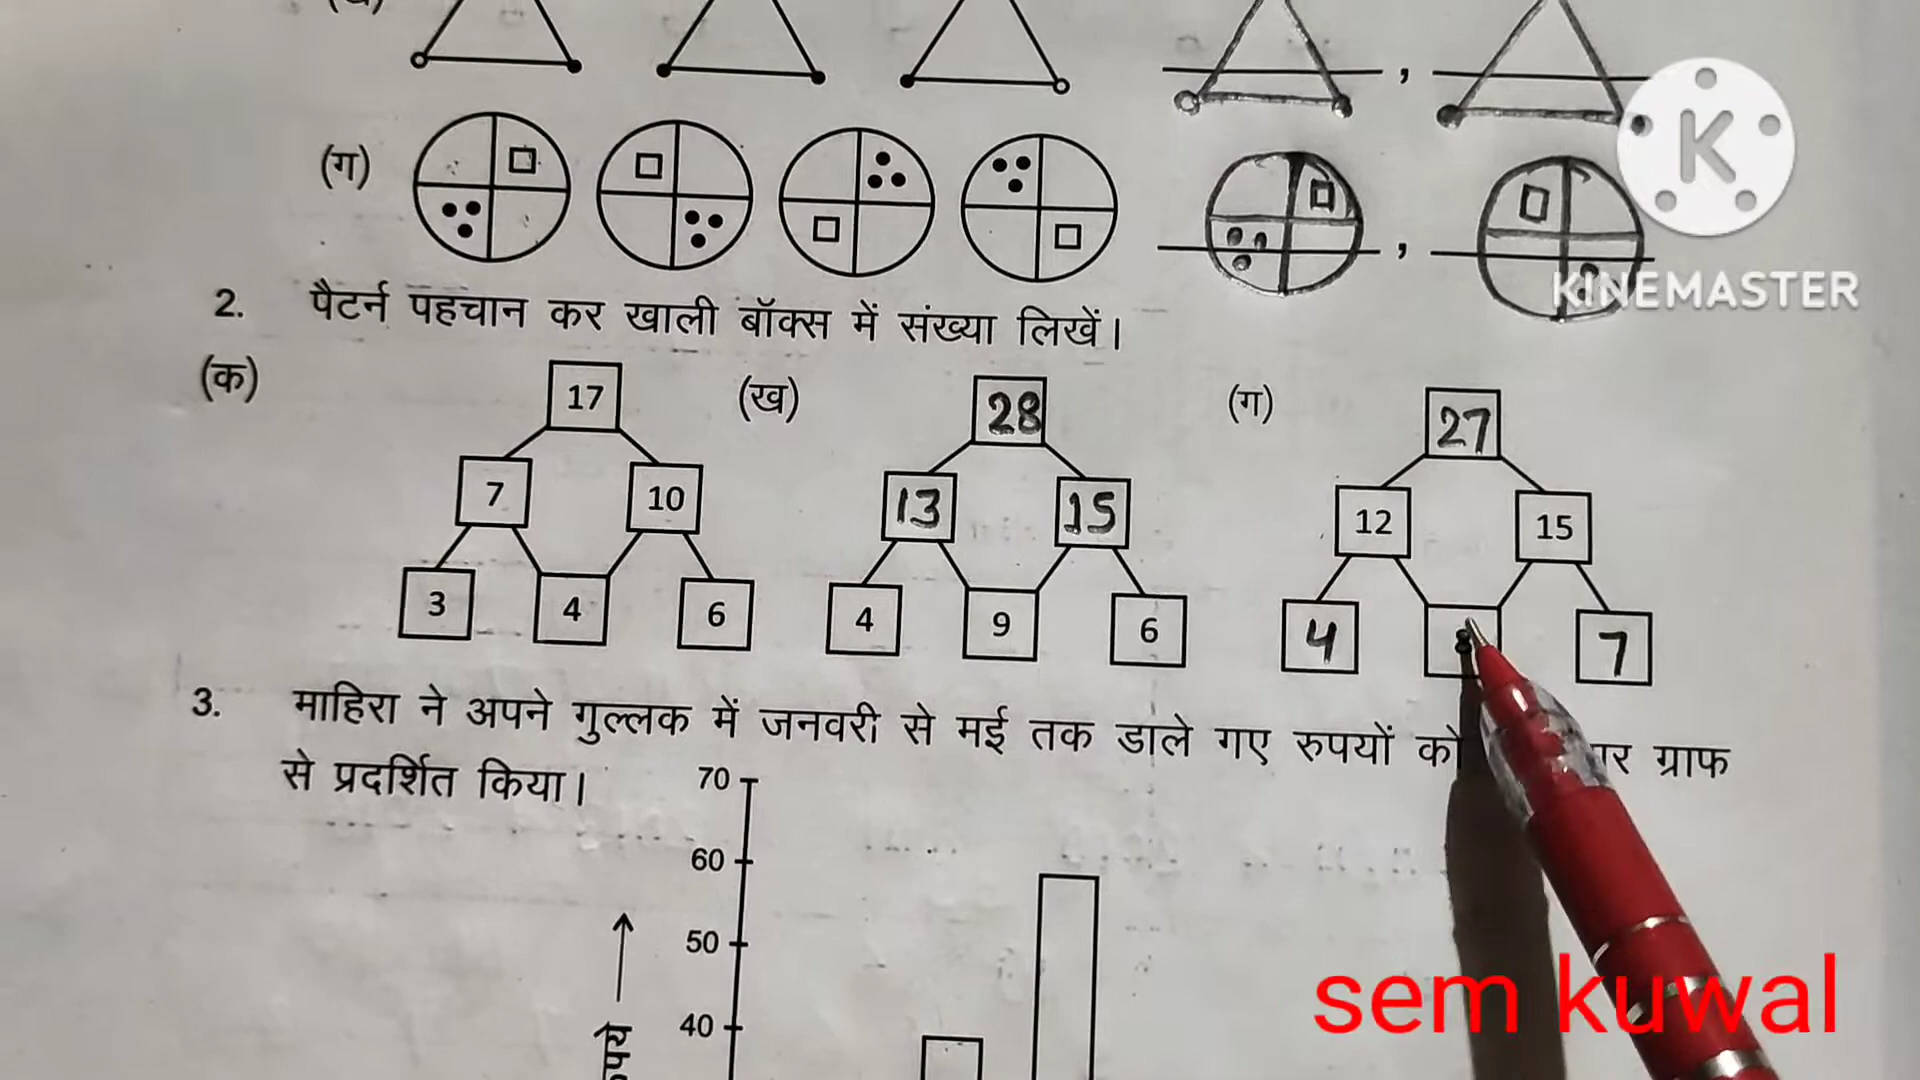 (ग)
K
KINEMASTER
2. पैटर्न पहचान कर खाली बॉक्स में संख्या लिखें।
(क) 17 (ख) 28 (ग) 27
7 10 13 15 12 15
3 4 6 4 9 6 4 8 7
3. माहिरा ने अपने गुल्लक में जनवरी से मई तक डाले गए रुपयों को ग्राफ
से प्रदर्शित किया।
70
60
50
40
sem kuwal